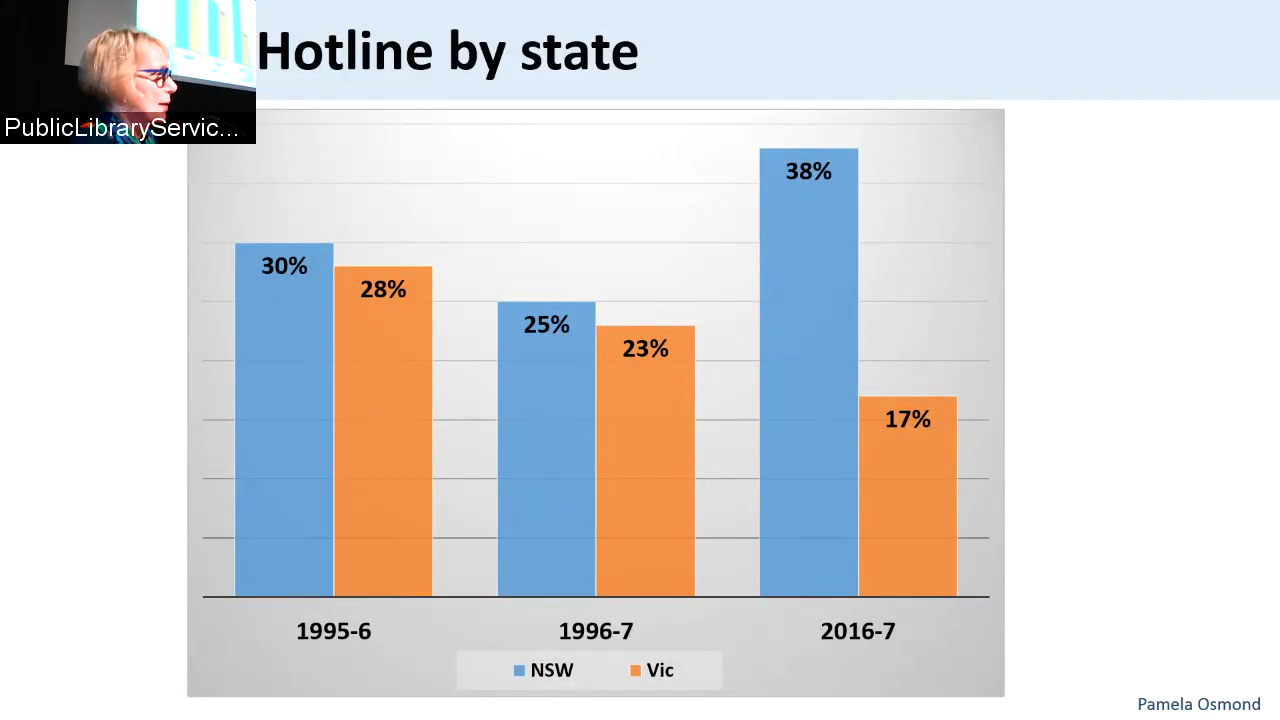 Hotline by state
PublicLibraryServic...
38%
30%
28%
25%
23%
17%
1995-6
1996-7
2016-7
NSW
Vic
Pamela Osmond